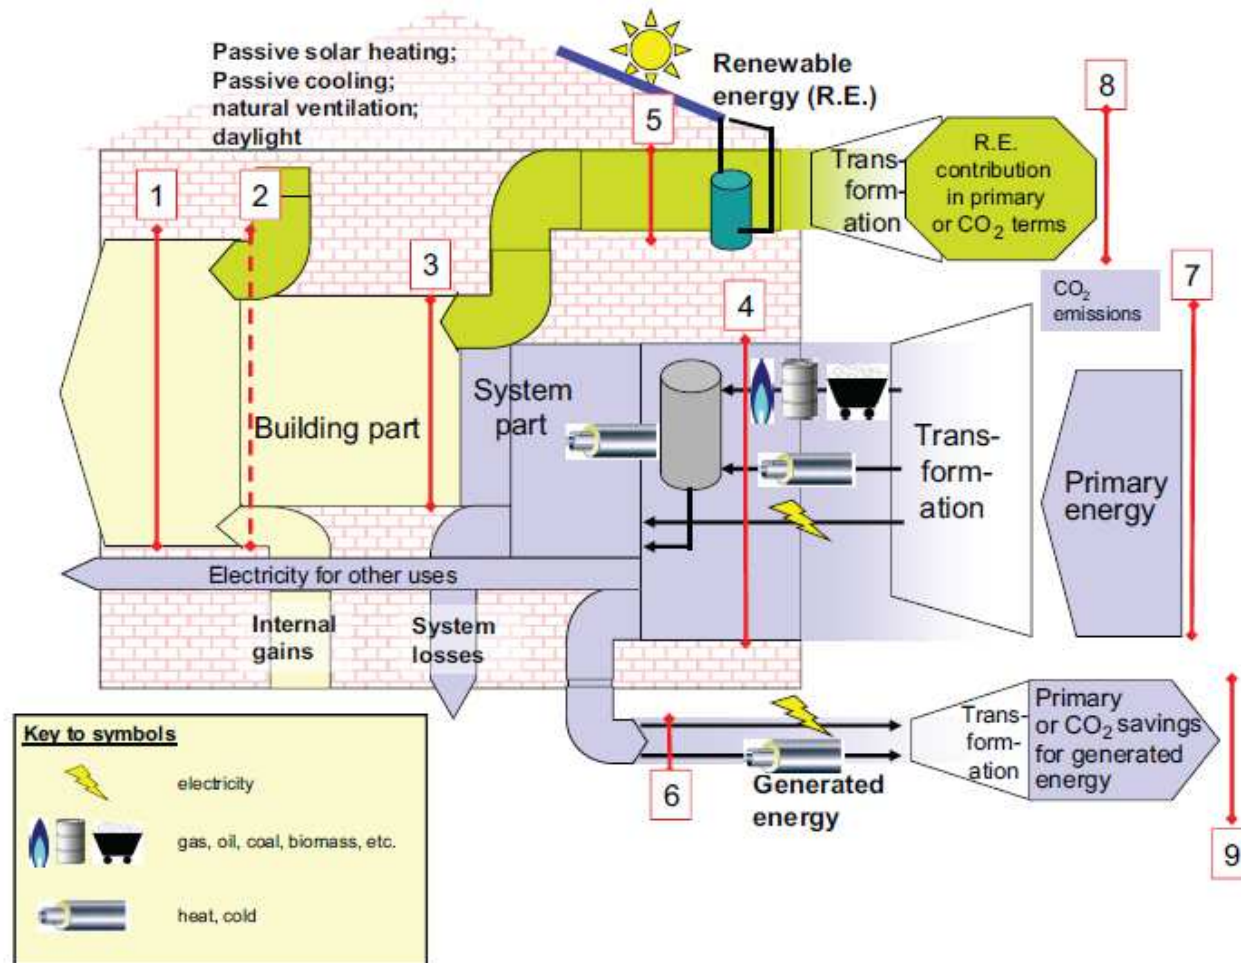 Passive solar heating;
Passive cooling;
natural ventilation;
daylight
Renewable
energy (R.E.)
8
5
R.E.
contribution
in primary
or CO₂ terms
Trans-
form-
ation
1
2
3
7
4
CO₂
emissions
System
part
Building part
Trans-
form-
ation
Primary
energy
Electricity for other uses
Internal
gains
System
losses
Trans-
form-
ation
Primary
or CO₂ savings
for generated
energy
6
Generated
energy
9
Key to symbols
electricity
gas, oil, coal, biomass, etc.
heat, cold